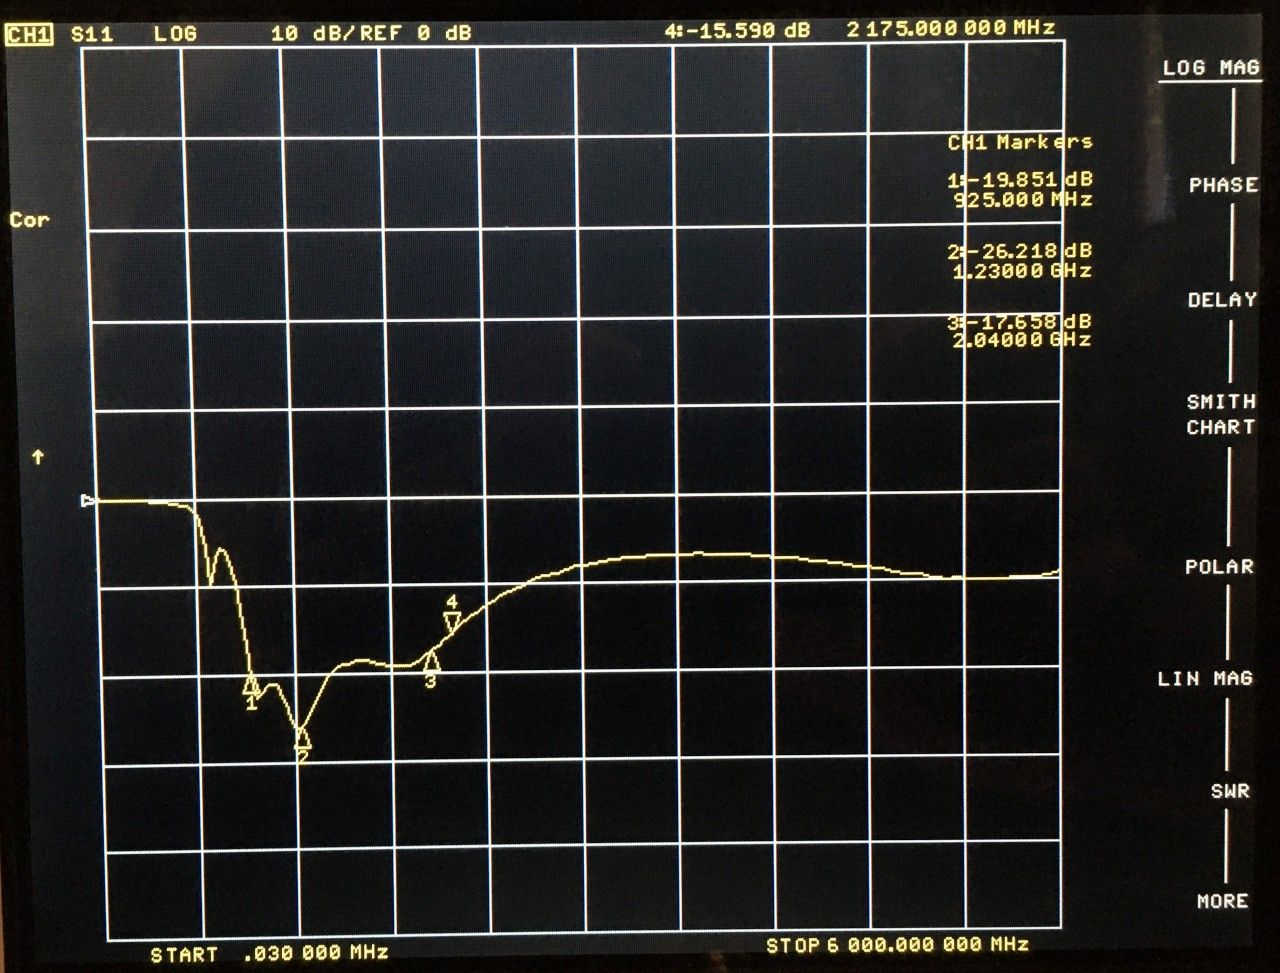 CH1 S11 LOG 10 dB/REF 0 dB 4:-15.590 dB 2 175.000 000 MHz
LOG MAG
CH1 Markers
1:-19.851 dB
925.000 MHz
PHASE
Cor
2:-26.218 dB
1.23000 GHz
DELAY
3:-17.658 dB
2.04000 GHz
SMITH
CHART
↑
POLAR
4
3
1
LIN MAG
2
SWR
MORE
START .030 000 MHz STOP 6 000.000 000 MHz